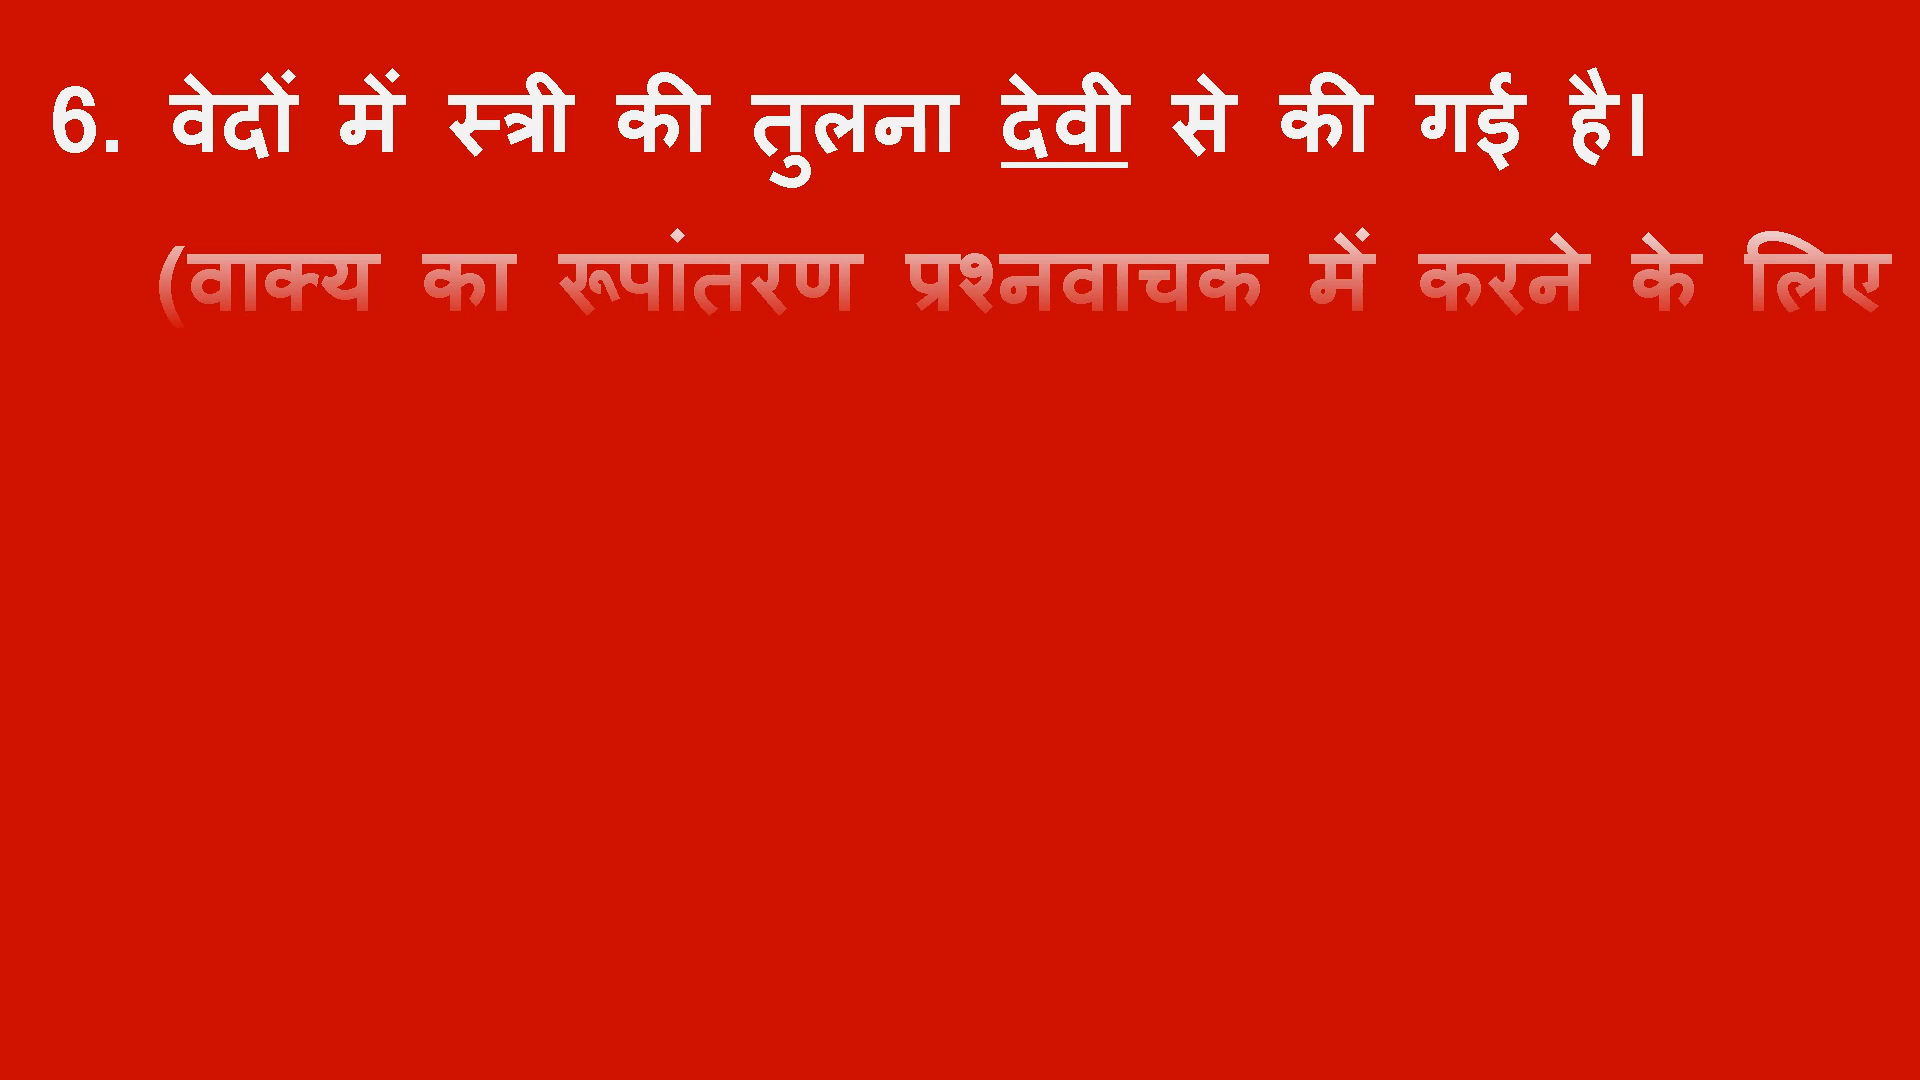 6. वेदों में स्त्री की तुलना देवी से की गई है।
(वाक्य का रूपांतरण प्रश्नवाचक में करने के लिए